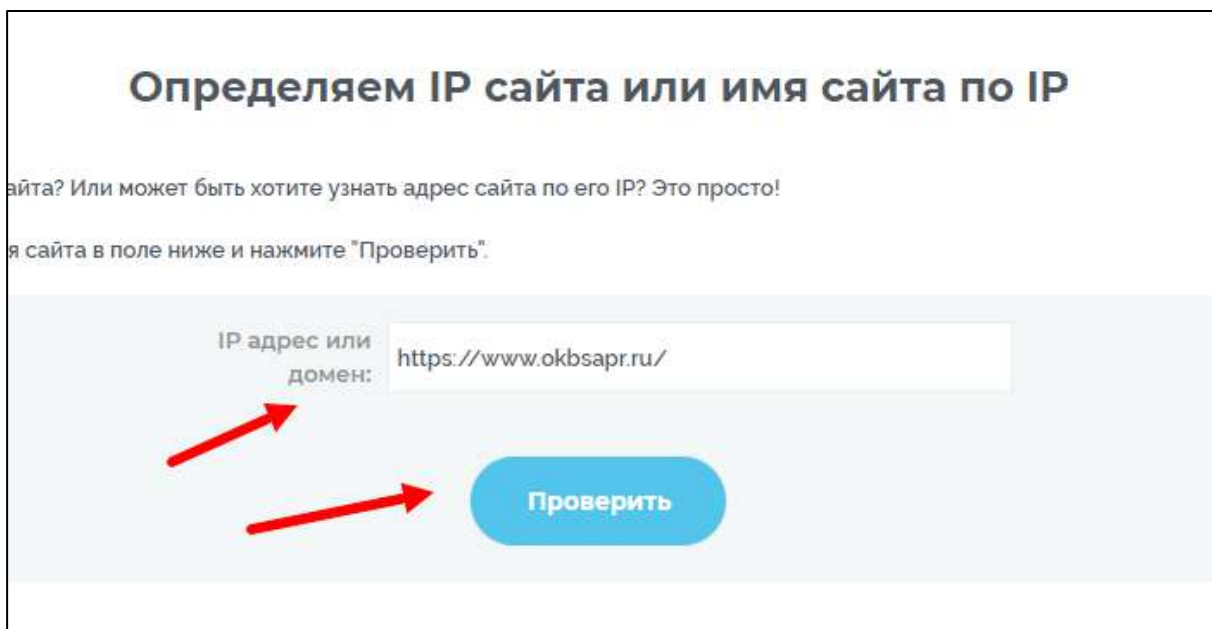 Определяем IP сайта или имя сайта по IP
айта? Или может быть хотите узнать адрес сайта по его IP? Это просто!
я сайта в поле ниже и нажмите "Проверить".
IP адрес или
домен:
https://www.okbsapr.ru/
Проверить